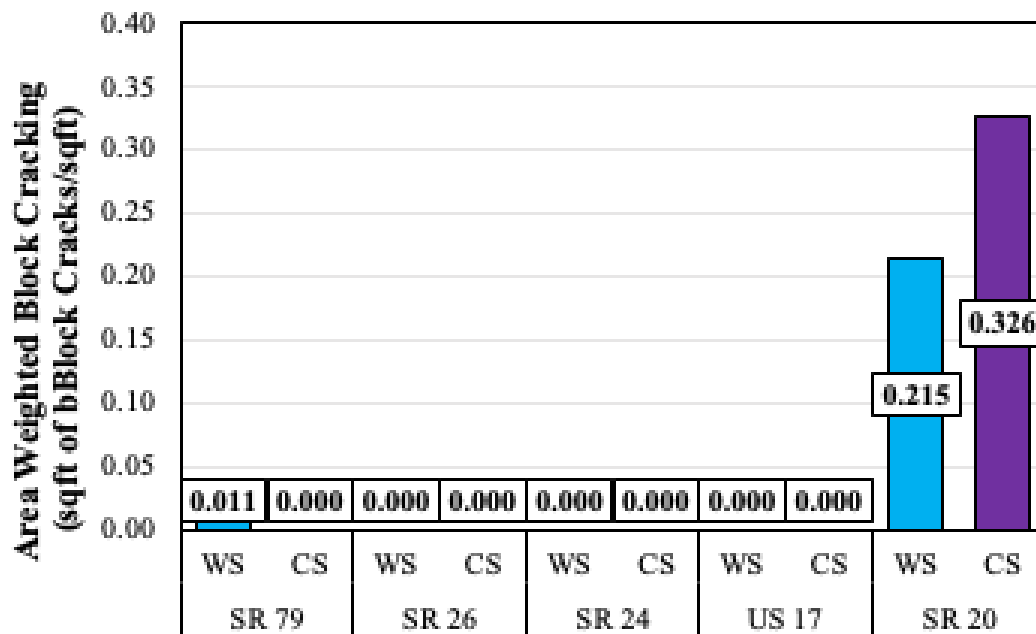 Area Weighted Block Cracking
(sqft of bBlock Cracks/sqft)
0.40
0.35
0.30
0.25
0.20
0.15
0.10
0.05
0.00
0.011 0.000 0.000 0.000 0.000 0.000 0.000 0.000 0.215 0.326
WS CS WS CS WS CS WS CS WS CS
SR 79 SR 26 SR 24 US 17 SR 20